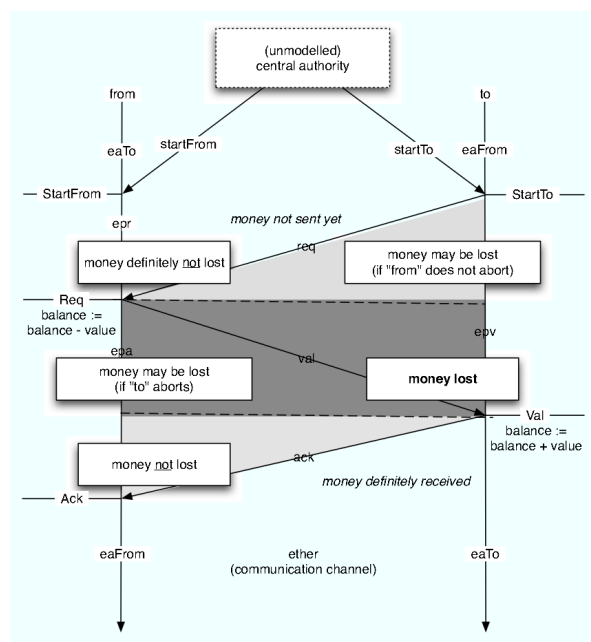 (unmodelled)
central authority
from
to
startFrom
startTo
eaTo
eaFrom
StartFrom
StartTo
epr
money not sent yet
req
money definitely not lost
money may be lost
(if "from" does not abort)
Req
balance :=
balance - value
epv
epa
val
money may be lost
(if "to" aborts)
money lost
Val
balance :=
balance + value
ack
money not lost
money definitely received
Ack
eaFrom
ether
(communication channel)
eaTo